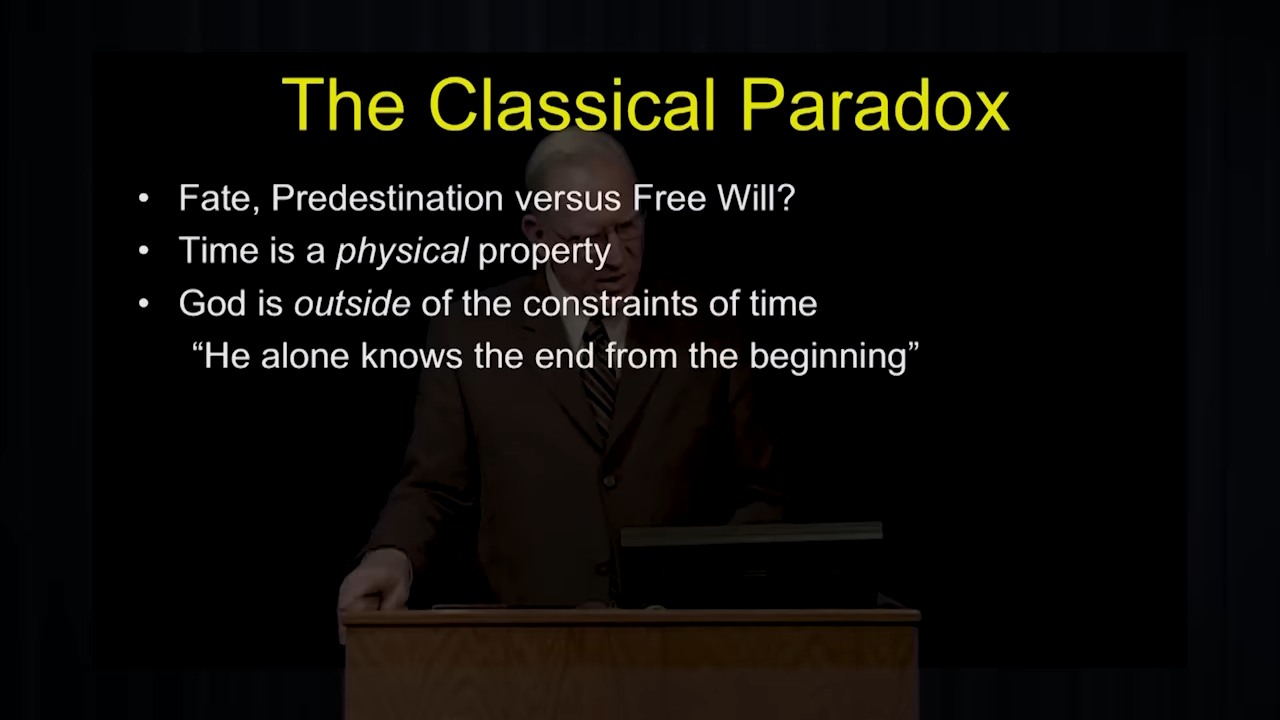 The Classical Paradox
• Fate, Predestination versus Free Will?
• Time is a physical property
• God is outside of the constraints of time
“He alone knows the end from the beginning”